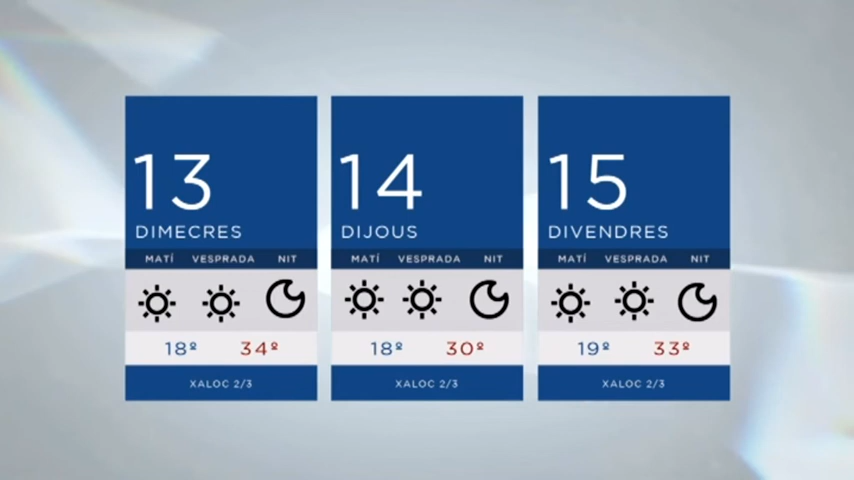 13
DIMECRES
MATÍ VESPRADA NIT
18º 34º
XALOC 2/3
14
DIJOUS
MATÍ VESPRADA NIT
18º 30º
XALOC 2/3
15
DIVENDRES
MATÍ VESPRADA NIT
19º 33º
XALOC 2/3